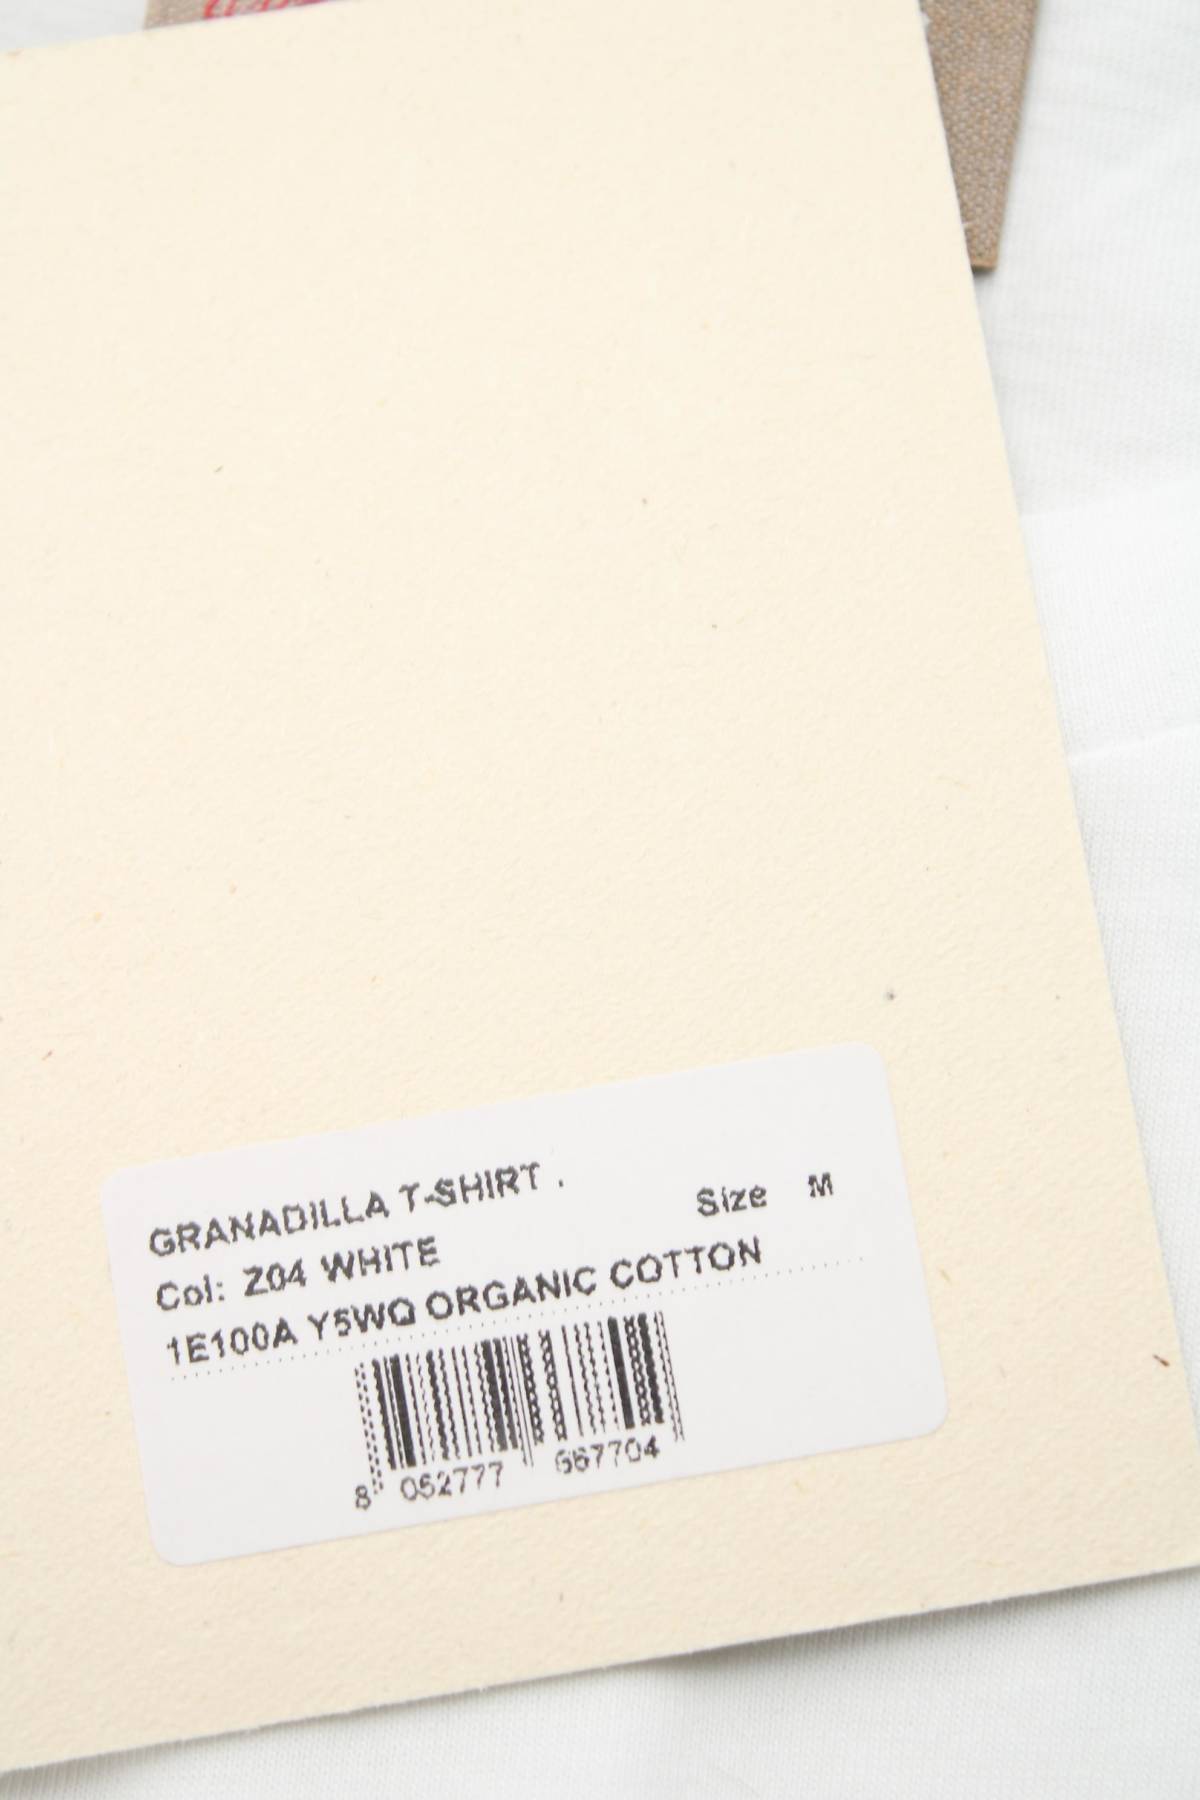 GRANADILLA T-SHIRT .
Size M
Col: Z04 WHITE
1E100A Y5WQ ORGANIC COTTON
8 052777 667704